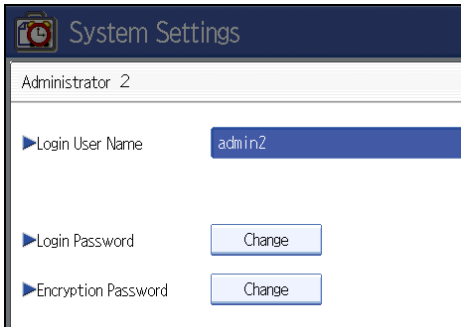 System Settings
Administrator 2
▶Login User Name admin2
▶Login Password Change
▶Encryption Password Change